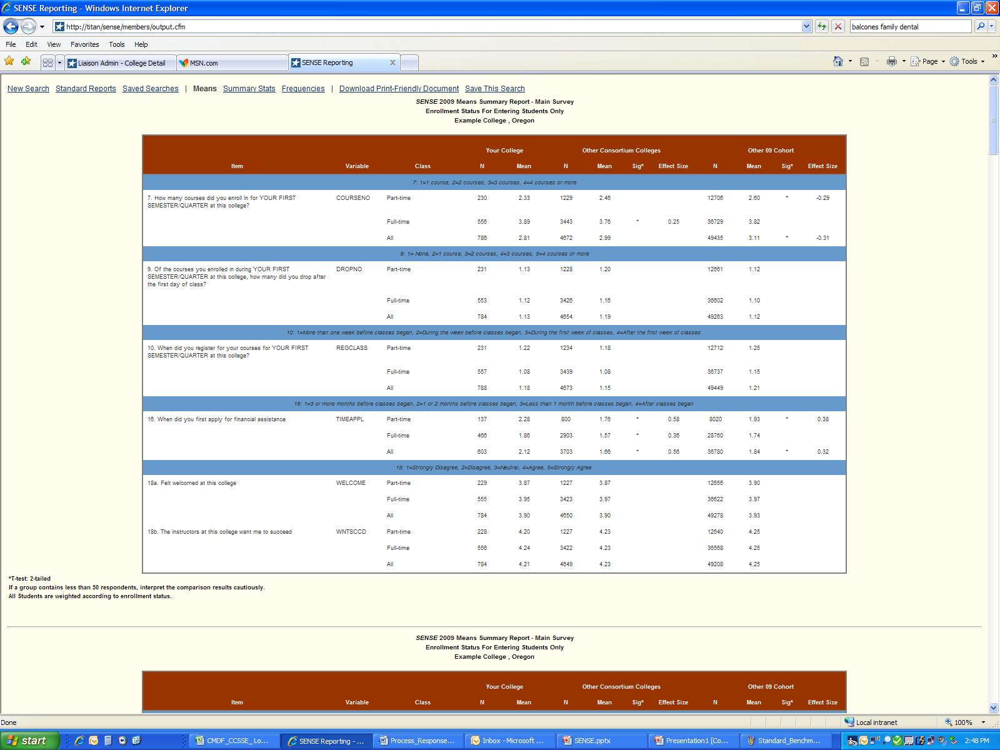 SENSE Reporting - Windows Internet Explorer
http://titan/sense/members/output.cfm balcones family dental
File Edit View Favorites Tools Help
Liaison Admin - College Detail MSN.com SENSE Reporting X Page Tools »
New Search Standard Reports Saved Searches | Means Summary Stats Frequencies | Download Print-Friendly Document Save This Search
SENSE 2009 Means Summary Report - Main Survey
Enrollment Status For Entering Students Only
Example College , Oregon
Your College Other Consortium Colleges Other 09 Cohort
Item Variable Class N Mean N Mean Sig* Effect Size N Mean Sig* Effect Size
7: 1=1 course, 2=2 courses, 3=3 courses, 4=4 courses or more
7. How many courses did you enroll in for YOUR FIRST COURSENO Part-time 230 2.33 1229 2.46 12706 2.60 * -0.29
SEMESTER/QUARTER at this college?
Full-time 556 3.89 3443 3.76 * 0.25 36729 3.82
All 786 2.81 4672 2.99 49435 3.11 * -0.31
9: 1= None, 2=1 course, 3=2 courses, 4=3 courses, 5=4 courses or more
9. Of the courses you enrolled in during YOUR FIRST DROPNO Part-time 231 1.13 1228 1.20 12661 1.12
SEMESTER/QUARTER at this college, how many did you drop after
the first day of class?
Full-time 553 1.12 3426 1.16 36602 1.10
All 784 1.13 4654 1.19 49263 1.12
10: 1=More than one week before classes began, 2=During the week before classes began, 3=During the first week of classes, 4=After the first week of classes
10. When did you register for your courses for YOUR FIRST REGCLASS Part-time 231 1.22 1234 1.18 12712 1.25
SEMESTER/QUARTER at this college?
Full-time 557 1.08 3439 1.08 36737 1.15
All 788 1.18 4673 1.15 49449 1.21
16: 1=3 or more months before classes began, 2=1 or 2 months before classes began, 3=Less than 1 month before classes began, 4=After classes began
16. When did you first apply for financial assistance TIMEAPPL Part-time 137 2.28 800 1.76 * 0.58 8020 1.93 * 0.38
Full-time 466 1.86 2903 1.57 * 0.36 28760 1.74
All 603 2.12 3703 1.66 * 0.56 36780 1.84 * 0.32
18: 1=Strongly Disagree, 2=Disagree, 3=Neutral, 4=Agree, 5=Strongly Agree
18a. Felt welcomed at this college WELCOME Part-time 229 3.87 1227 3.87 12656 3.90
Full-time 555 3.95 3423 3.97 36622 3.97
All 784 3.90 4650 3.90 49278 3.93
18b. The instructors at this college want me to succeed WNTSCCD Part-time 228 4.20 1227 4.23 12640 4.25
Full-time 556 4.24 3422 4.23 36568 4.25
All 784 4.21 4649 4.23 49208 4.25
*T-test: 2-tailed
If a group contains less than 50 respondents, interpret the comparison results cautiously.
All Students are weighted according to enrollment status.
SENSE 2009 Means Summary Report - Main Survey
Enrollment Status For Entering Students Only
Example College , Oregon
Your College Other Consortium Colleges Other 09 Cohort
Item Variable Class N Mean N Mean Sig* Effect Size N Mean Sig* Effect Size
Done Local intranet 100%
start CMDF_CCSSE_ Lo... SENSE Reporting - ... Process_Response... Inbox - Microsoft ... SENSE.pptx Presentation1 [Co... Standard_Benchm... 2:48 PM